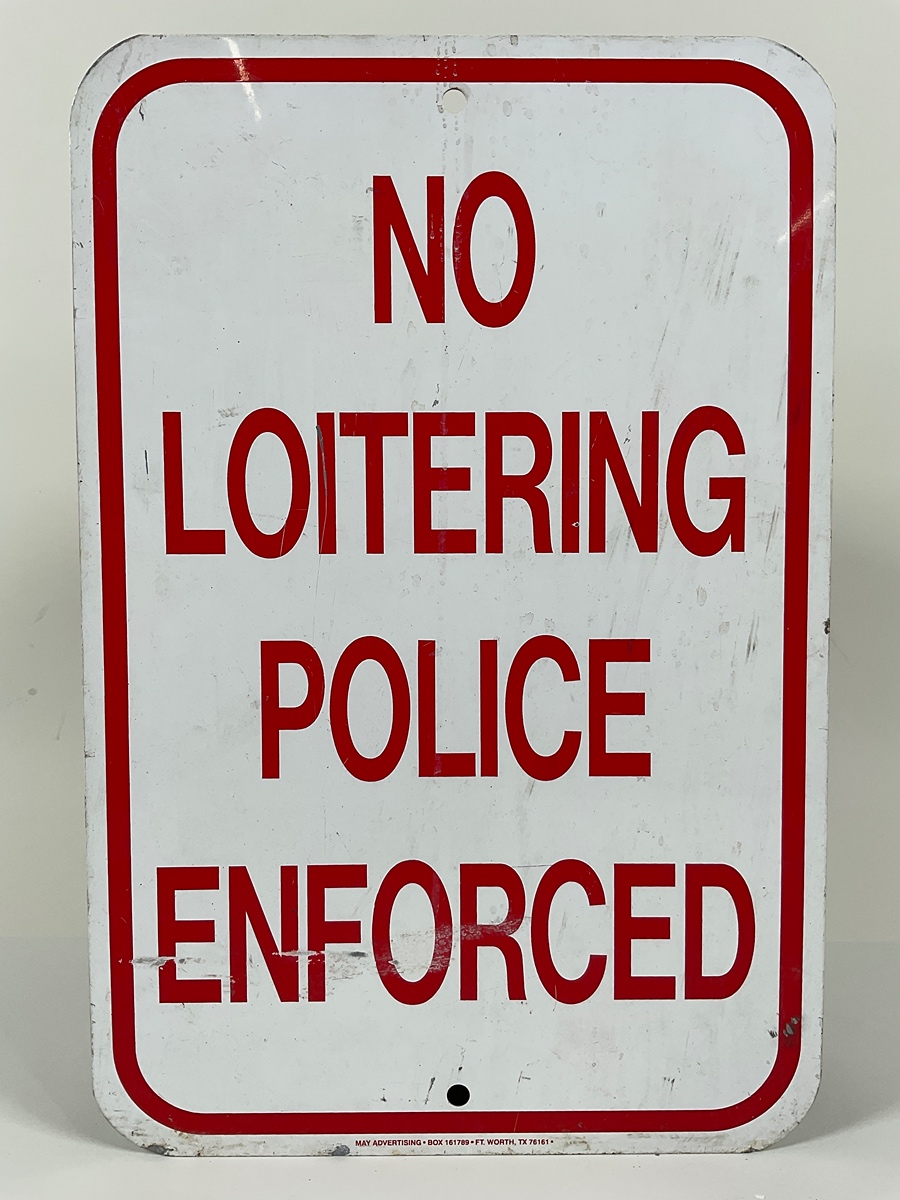 NO
LOITERING
POLICE
ENFORCED
MAY ADVERTISING • BOX 161789 • FT. WORTH, TX 76161 •